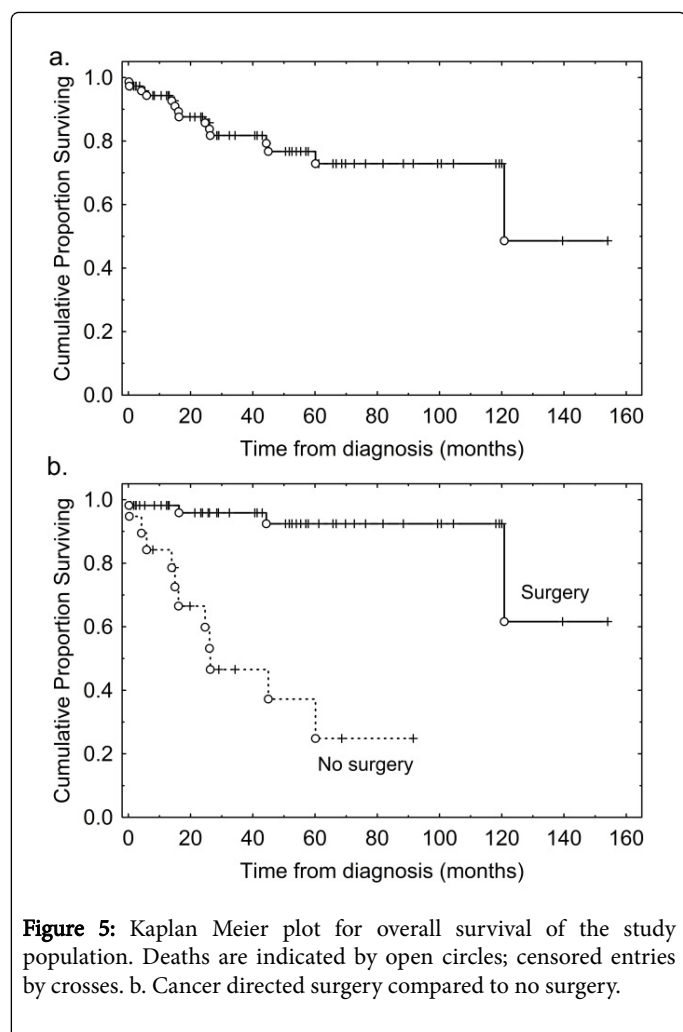 a.
1.0
0.8
0.6
0.4
0.2
0.0
Cumulative Proportion Surviving
0 20 40 60 80 100 120 140 160
Time from diagnosis (months)
b.
1.0
0.8
0.6
0.4
0.2
0.0
Cumulative Proportion Surviving
Surgery
No surgery
0 20 40 60 80 100 120 140 160
Time from diagnosis (months)
Figure 5: Kaplan Meier plot for overall survival of the study
population. Deaths are indicated by open circles; censored entries
by crosses. b. Cancer directed surgery compared to no surgery.